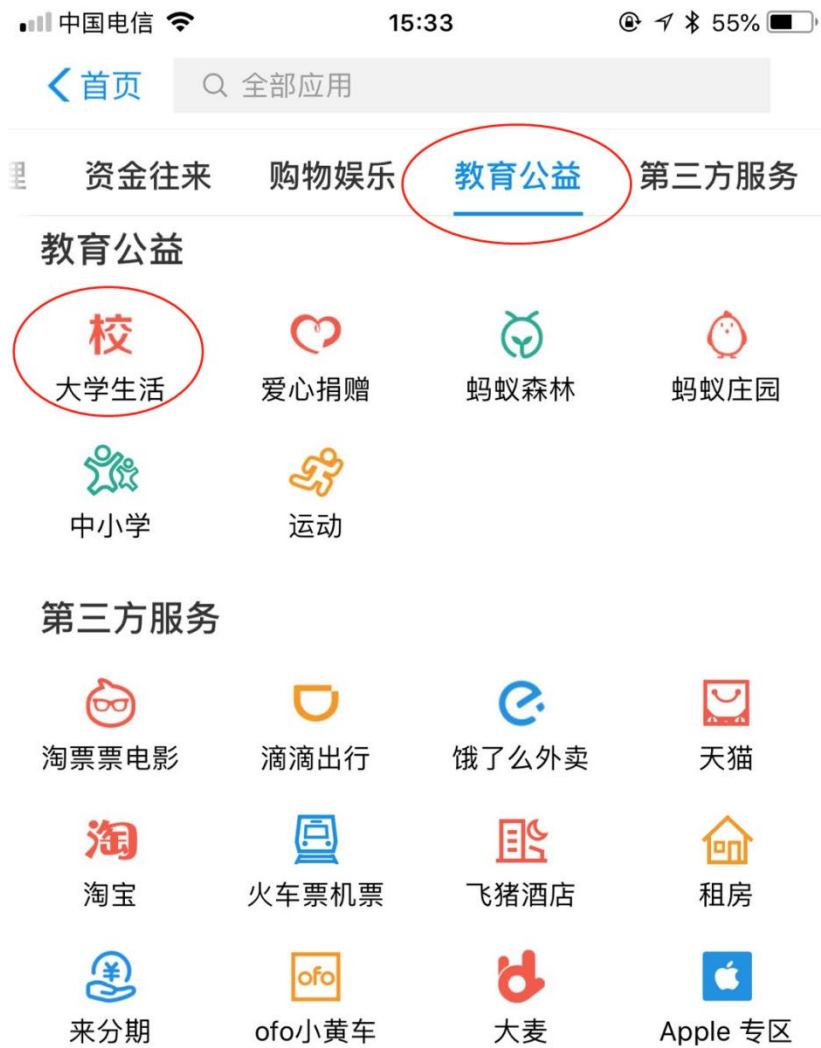 中国电信 15:33 55%
首页 全部应用
理 资金往来 购物娱乐 教育公益 第三方服务
教育公益
校
大学生活 爱心捐赠 蚂蚁森林 蚂蚁庄园
中小学 运动
第三方服务
淘票票电影 滴滴出行 饿了么外卖 天猫
淘
淘宝 火车票机票 飞猪酒店 租房
¥ ofo
来分期 ofo小黄车 大麦 Apple 专区